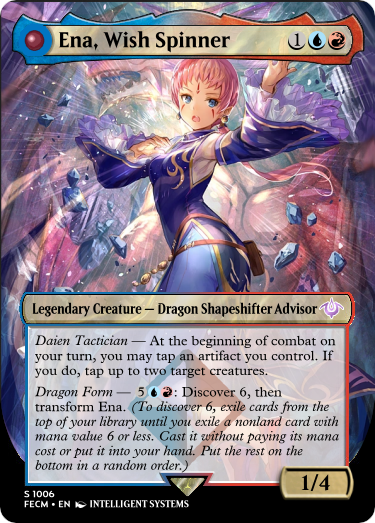 Ena, Wish Spinner 1
Legendary Creature — Dragon Shapeshifter Advisor
Daien Tactician — At the beginning of combat on
your turn, you may tap an artifact you control. If
you do, tap up to two target creatures.
Dragon Form — 5: Discover 6, then
transform Ena. (To discover 6, exile cards from the
top of your library until you exile a nonland card with
mana value 6 or less. Cast it without paying its mana
cost or put it into your hand. Put the rest on the
bottom in a random order.)
1/4
S 1006
FECM • EN INTELLIGENT SYSTEMS